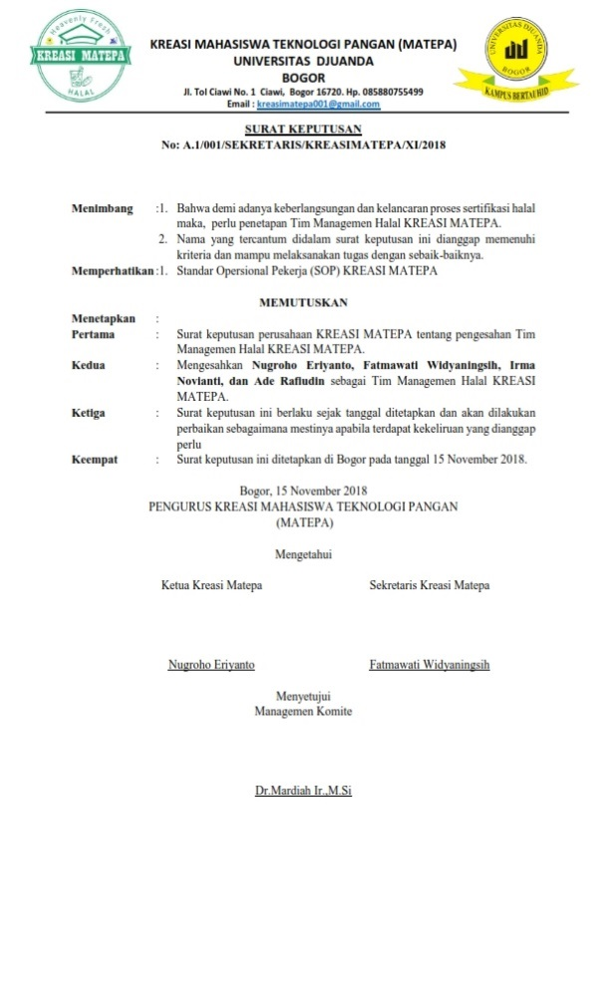 Heavenly Fresh
KREASI MATEPA
HALAL
KREASI MAHASISWA TEKNOLOGI PANGAN (MATEPA)
UNIVERSITAS DJUANDA
BOGOR
Jl. Tol Ciawi No. 1 Ciawi, Bogor 16720. Hp. 085880755499
Email : kreasimatepa001@gmail.com
UNIVERSITAS DJUANDA
BOGOR
KAMPUS BERTAUHID
SURAT KEPUTUSAN
No: A.1/001/SEKRETARIS/KREASIMATEPA/XI/2018
Menimbang :1. Bahwa demi adanya keberlangsungan dan kelancaran proses sertifikasi halal
maka, perlu penetapan Tim Managemen Halal KREASI MATEPA.
2. Nama yang tercantum didalam surat keputusan ini dianggap memenuhi
kriteria dan mampu melaksanakan tugas dengan sebaik-baiknya.
Memperhatikan :1. Standar Opersional Pekerja (SOP) KREASI MATEPA
MEMUTUSKAN
Menetapkan :
Pertama : Surat keputusan perusahaan KREASI MATEPA tentang pengesahan Tim
Managemen Halal KREASI MATEPA.
Kedua : Mengesahkan Nugroho Eriyanto, Fatmawati Widyaningsih, Irma
Novianti, dan Ade Rafiudin sebagai Tim Managemen Halal KREASI
MATEPA.
Ketiga : Surat keputusan ini berlaku sejak tanggal ditetapkan dan akan dilakukan
perbaikan sebagaimana mestinya apabila terdapat kekeliruan yang dianggap
perlu
Keempat : Surat keputusan ini ditetapkan di Bogor pada tanggal 15 November 2018.
Bogor, 15 November 2018
PENGURUS KREASI MAHASISWA TEKNOLOGI PANGAN
(MATEPA)
Mengetahui
Ketua Kreasi Matepa Sekretaris Kreasi Matepa
Nugroho Eriyanto Fatmawati Widyaningsih
Menyetujui
Managemen Komite
Dr.Mardiah Ir.,M.Si